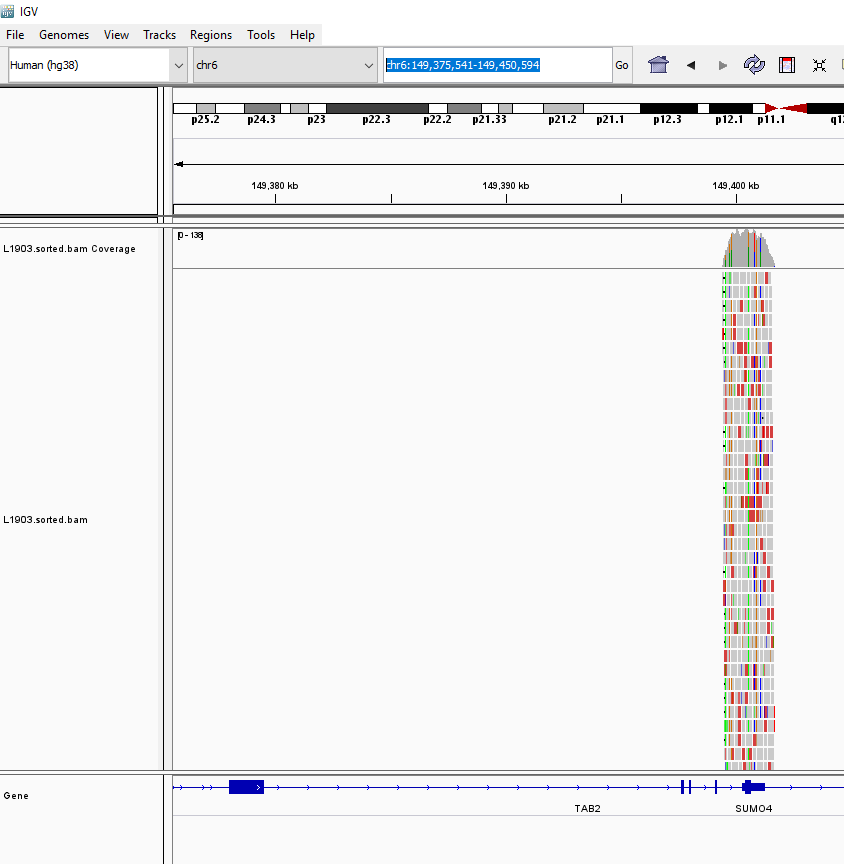 IGV
File Genomes View Tracks Regions Tools Help
Human (hg38) chr6 chr6:149,375,541-149,450,594 Go
p25.2 p24.3 p23 p22.3 p22.2 p21.33 p21.2 p21.1 p12.3 p12.1 p11.1 q12
149,380 kb 149,390 kb 149,400 kb
[0 - 138]
L1903.sorted.bam Coverage
L1903.sorted.bam
Gene
TAB2 SUMO4